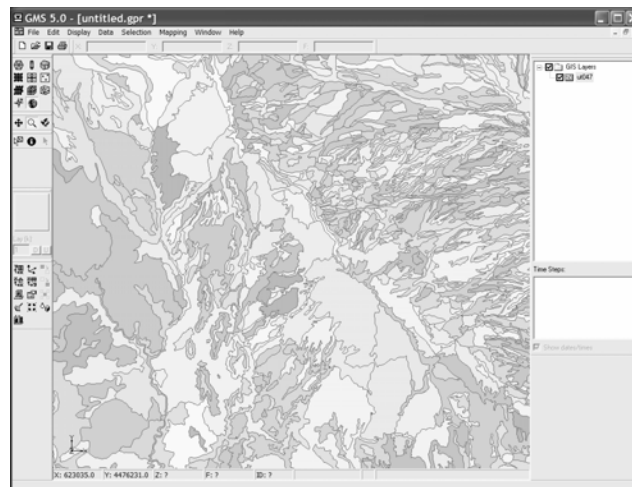 GMS 5.0 - [untitled.gpr *]
File Edit Display Data Selection Mapping Window Help
X: Y: Z: F:
GIS Layers
ut047
Time Steps:
Show dates/times
X: 623035.0 Y: 4476231.0 Z: ? F: ? ID: ?